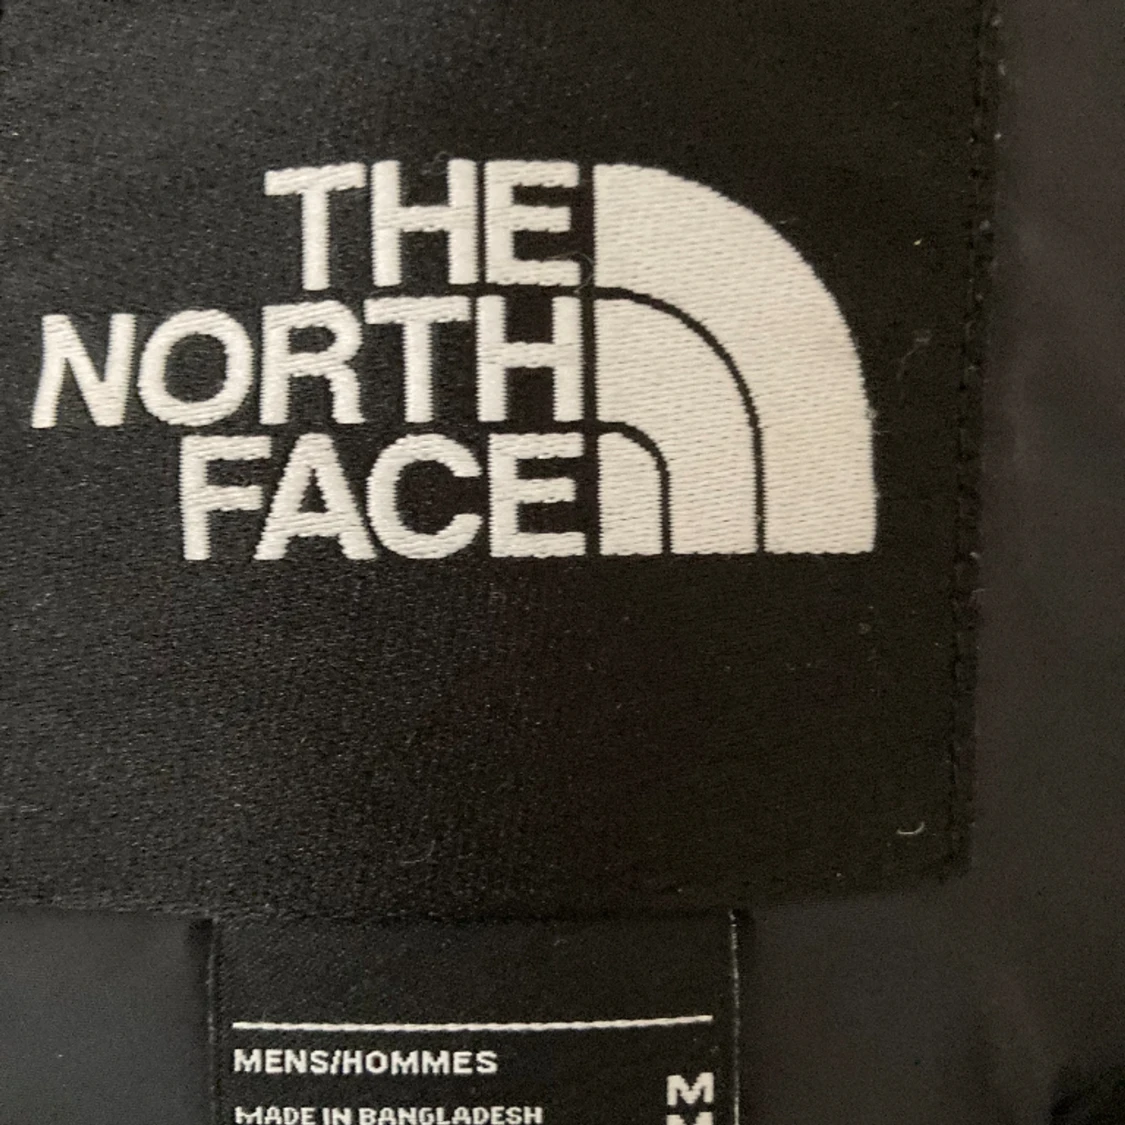 THE
NORTH
FACE
MENS/HOMMES
M
MADE IN BANGLADESH